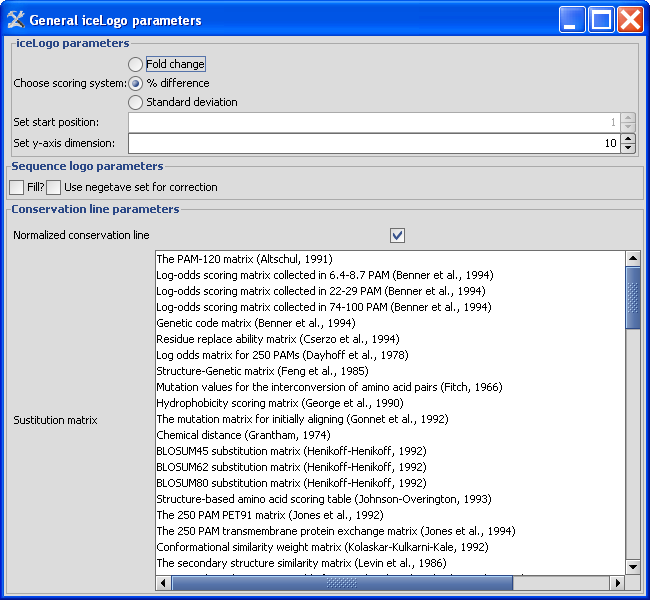 General iceLogo parameters
iceLogo parameters
Fold change
Choose scoring system: % difference
Standard deviation
Set start position: 1
Set y-axis dimension: 10
Sequence logo parameters
Fill? Use negetave set for correction
Conservation line parameters
Normalized conservation line
The PAM-120 matrix (Altschul, 1991)
Log-odds scoring matrix collected in 6.4-8.7 PAM (Benner et al., 1994)
Log-odds scoring matrix collected in 22-29 PAM (Benner et al., 1994)
Log-odds scoring matrix collected in 74-100 PAM (Benner et al., 1994)
Genetic code matrix (Benner et al., 1994)
Residue replace ability matrix (Cserzo et al., 1994)
Log odds matrix for 250 PAMs (Dayhoff et al., 1978)
Structure-Genetic matrix (Feng et al., 1985)
Mutation values for the interconversion of amino acid pairs (Fitch, 1966)
Hydrophobicity scoring matrix (George et al., 1990)
Sustitution matrix The mutation matrix for initially aligning (Gonnet et al., 1992)
Chemical distance (Grantham, 1974)
BLOSUM45 substitution matrix (Henikoff-Henikoff, 1992)
BLOSUM62 substitution matrix (Henikoff-Henikoff, 1992)
BLOSUM80 substitution matrix (Henikoff-Henikoff, 1992)
Structure-based amino acid scoring table (Johnson-Overington, 1993)
The 250 PAM PET91 matrix (Jones et al., 1992)
The 250 PAM transmembrane protein exchange matrix (Jones et al., 1994)
Conformational similarity weight matrix (Kolaskar-Kulkarni-Kale, 1992)
The secondary structure similarity matrix (Levin et al., 1986)